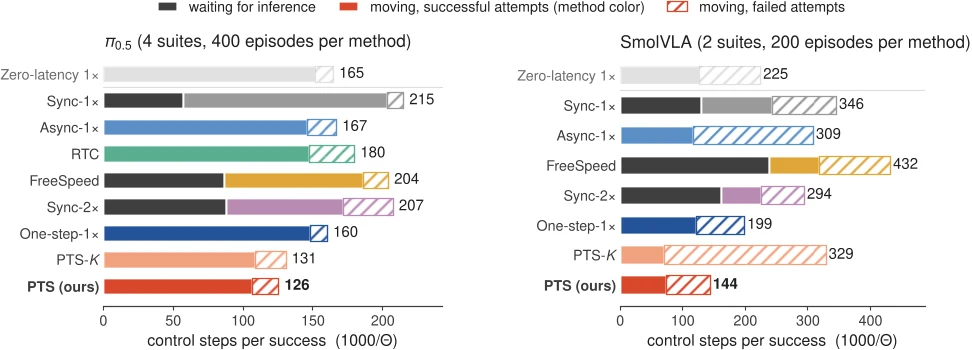 waiting for inference moving, successful attempts (method color) moving, failed attempts
π0.5 (4 suites, 400 episodes per method)
Zero-latency 1× 165
Sync-1× 215
Async-1× 167
RTC 180
FreeSpeed 204
Sync-2× 207
One-step-1× 160
PTS-K 131
PTS (ours) 126
0 50 100 150 200
control steps per success (1000/Θ)
SmolVLA (2 suites, 200 episodes per method)
Zero-latency 1× 225
Sync-1× 346
Async-1× 309
FreeSpeed 432
Sync-2× 294
One-step-1× 199
PTS-K 329
PTS (ours) 144
0 100 200 300 400
control steps per success (1000/Θ)